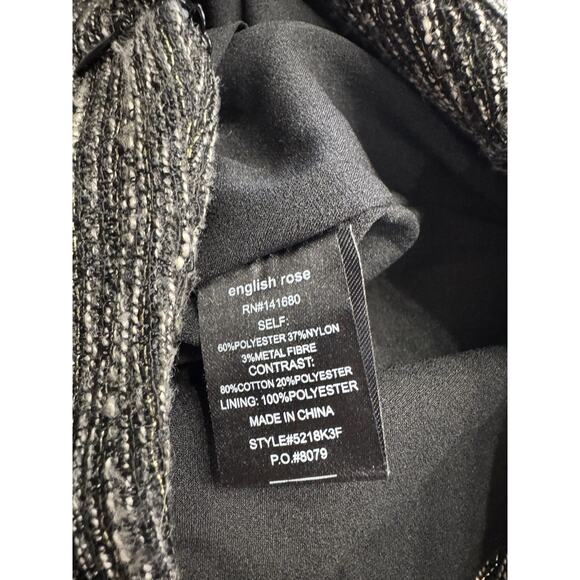 english rose
RN#141680
SELF:
60%POLYESTER 37%NYLON
3%METAL FIBRE
CONTRAST:
80%COTTON 20%POLYESTER
LINING: 100%POLYESTER
MADE IN CHINA
STYLE#5218K3F
P.O.#8079